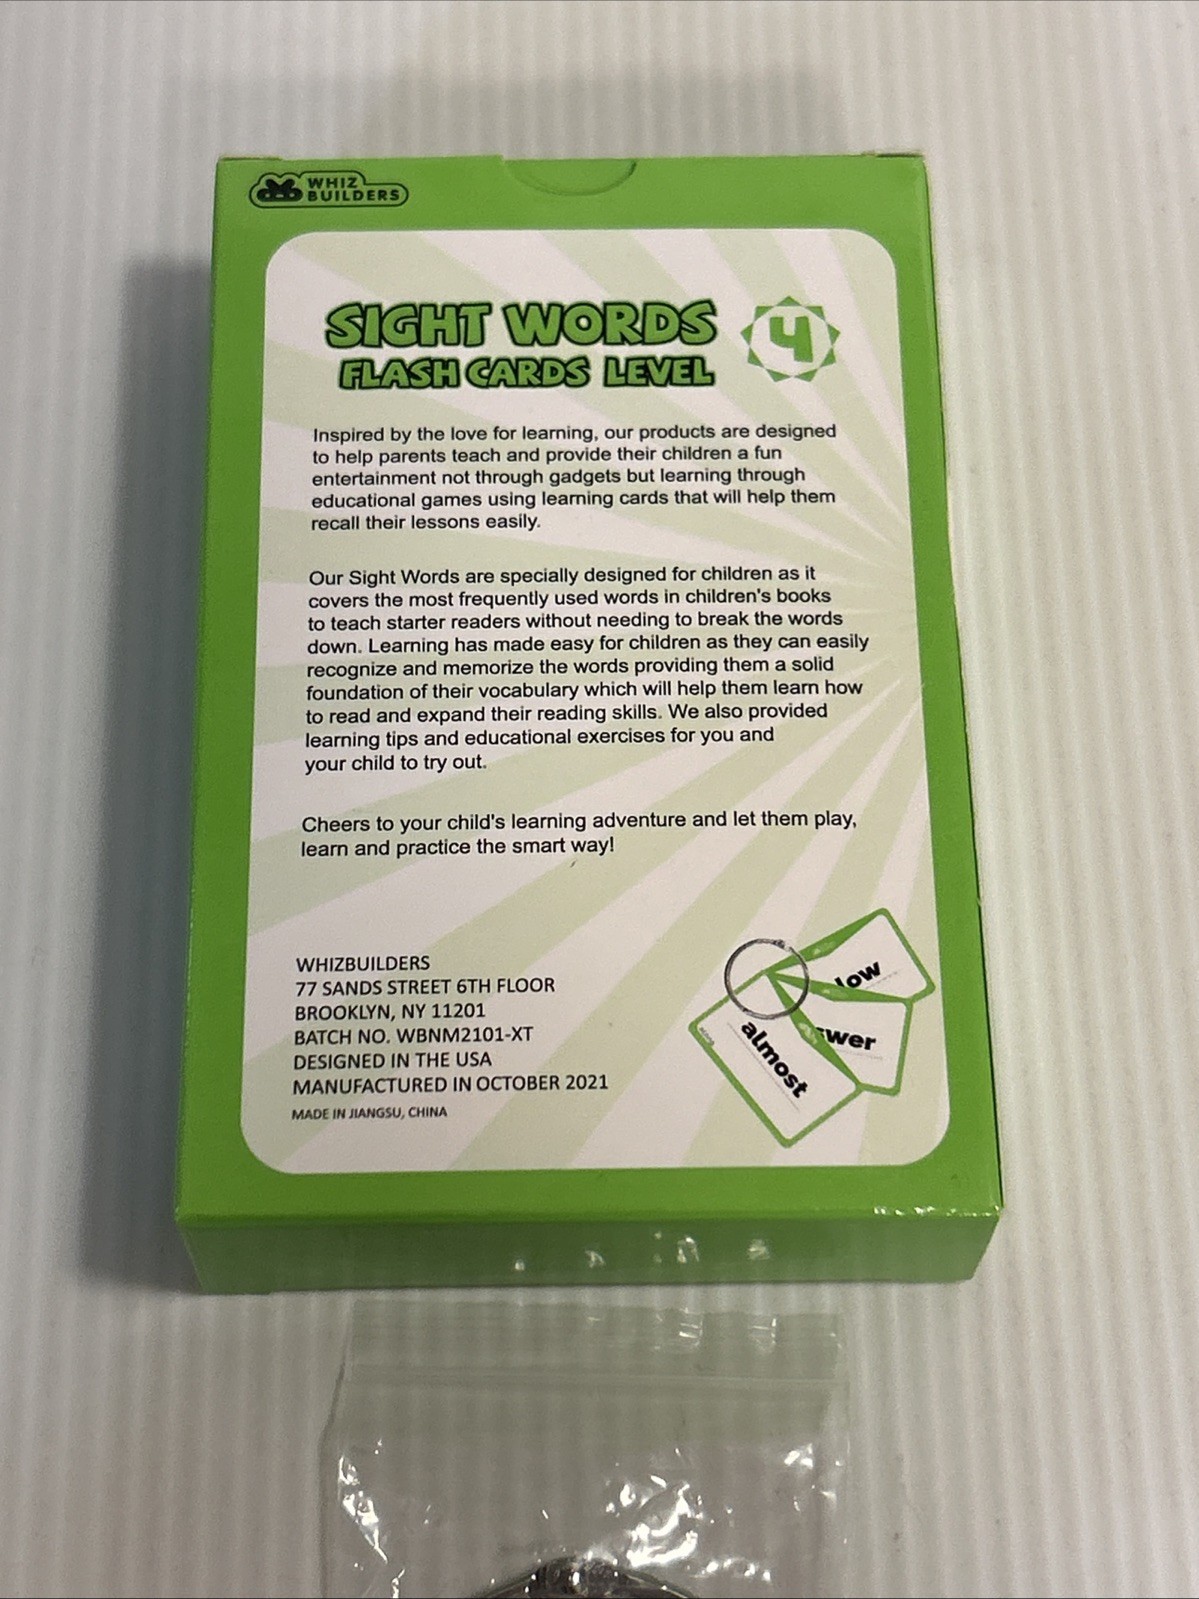 WHIZ
BUILDERS
SIGHT WORDS
FLASH CARDS LEVEL
4
Inspired by the love for learning, our products are designed
to help parents teach and provide their children a fun
entertainment not through gadgets but learning through
educational games using learning cards that will help them
recall their lessons easily.
Our Sight Words are specially designed for children as it
covers the most frequently used words in children's books
to teach starter readers without needing to break the words
down. Learning has made easy for children as they can easily
recognize and memorize the words providing them a solid
foundation of their vocabulary which will help them learn how
to read and expand their reading skills. We also provided
learning tips and educational exercises for you and
your child to try out.
Cheers to your child's learning adventure and let them play,
learn and practice the smart way!
WHIZBUILDERS
77 SANDS STREET 6TH FLOOR
BROOKLYN, NY 11201
BATCH NO. WBNM2101-XT
DESIGNED IN THE USA
MANUFACTURED IN OCTOBER 2021
MADE IN JIANGSU, CHINA
low
swer
almost